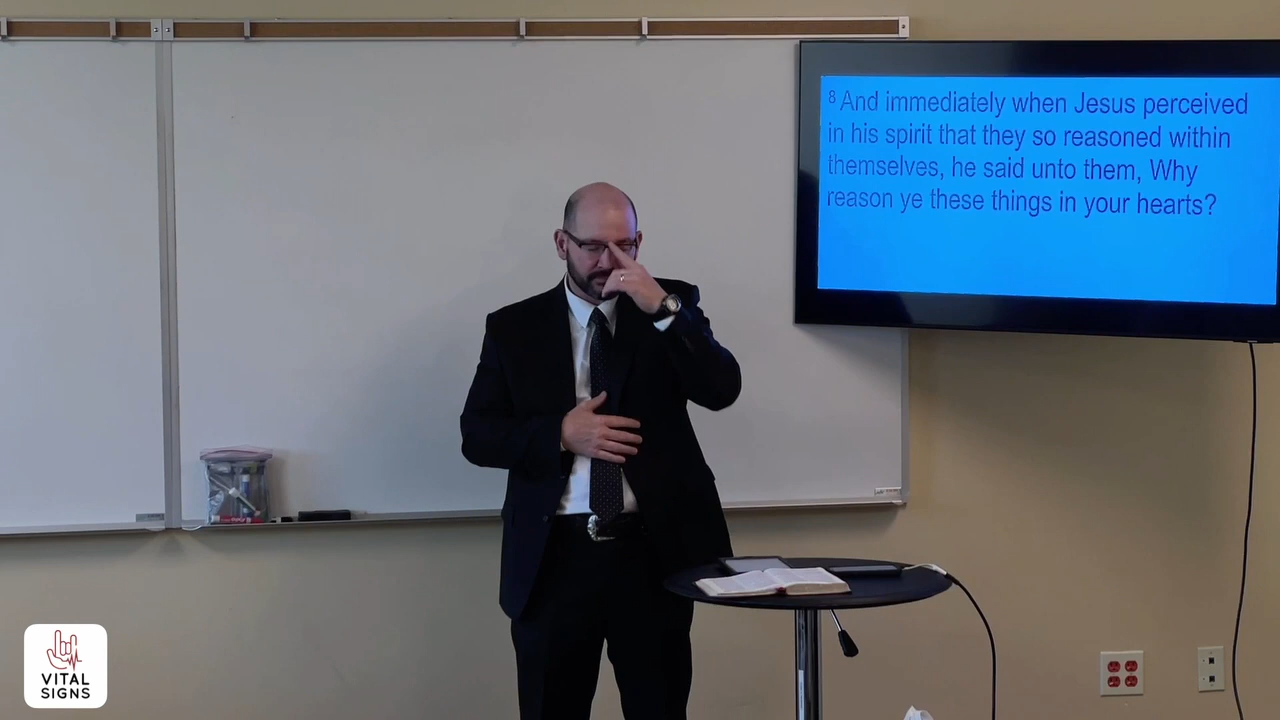 8 And immediately when Jesus perceived
in his spirit that they so reasoned within
themselves, he said unto them, Why
reason ye these things in your hearts?
VITAL
SIGNS